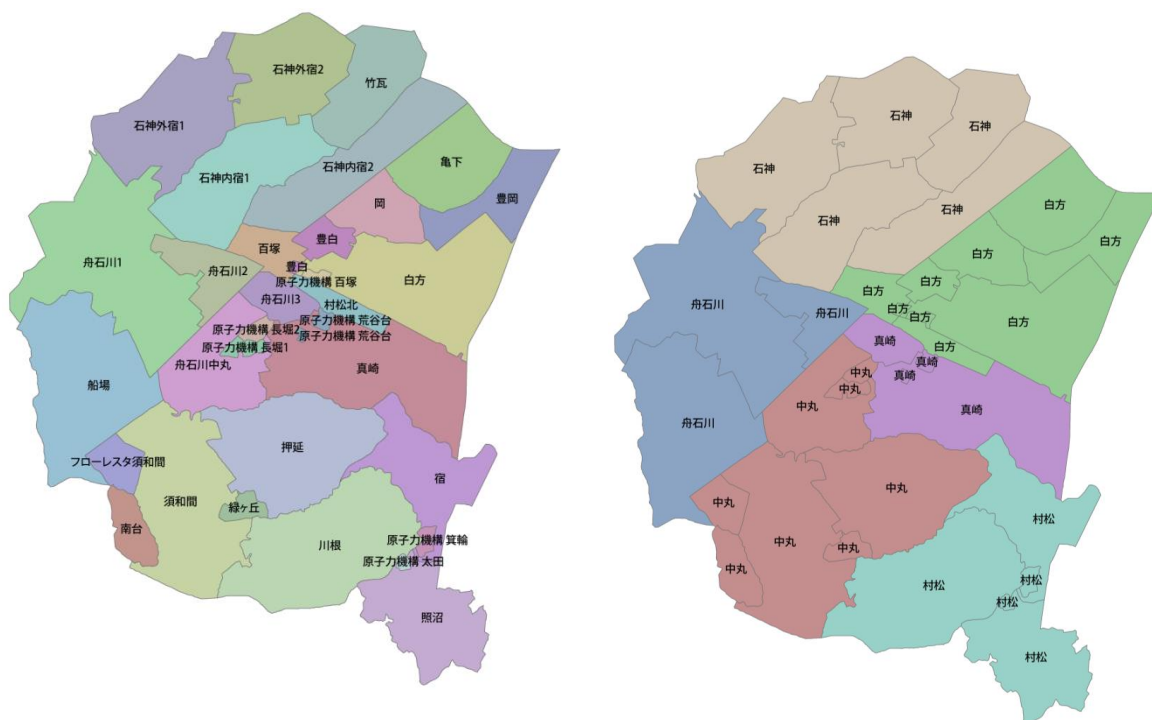 石神外宿2
竹瓦
石神外宿1
石神内宿2
石神内宿1
亀下
岡
豊岡
豊白
百塚
舟石川1
舟石川2
豊白
白方
原子力機構 百塚
舟石川3
村松北
原子力機構 荒谷台
原子力機構 長堀2
原子力機構 荒谷台
原子力機構 長堀1
舟石川中丸
真崎
船場
押延
フローレスタ須和間
宿
須和間
緑ヶ丘
南台
川根
原子力機構 箕輪
原子力機構 太田
照沼
石神
石神
石神
石神
石神
白方
白方
白方
舟石川
白方
白方
舟石川
白方
白方
白方
真崎
白方
真崎
真崎
中丸
中丸
中丸
真崎
舟石川
中丸
中丸
村松
中丸
中丸
中丸
村松
村松
村松
村松